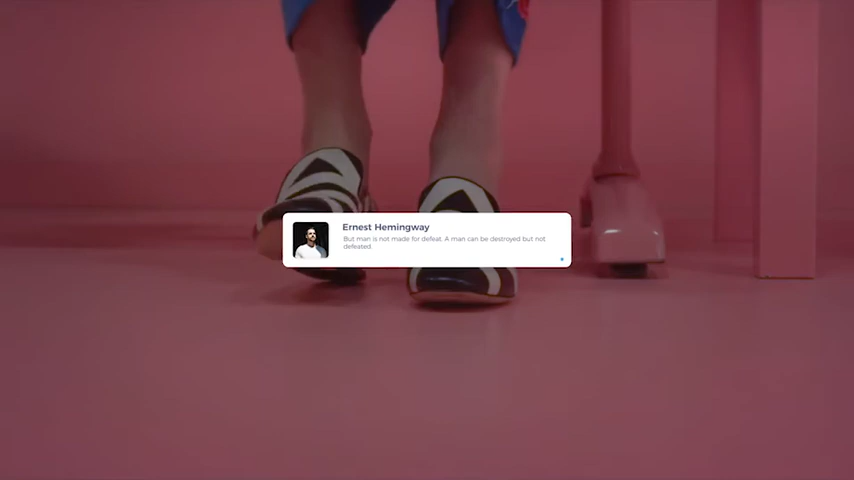 Ernest Hemingway
But man is not made for defeat. A man can be destroyed but not
defeated.